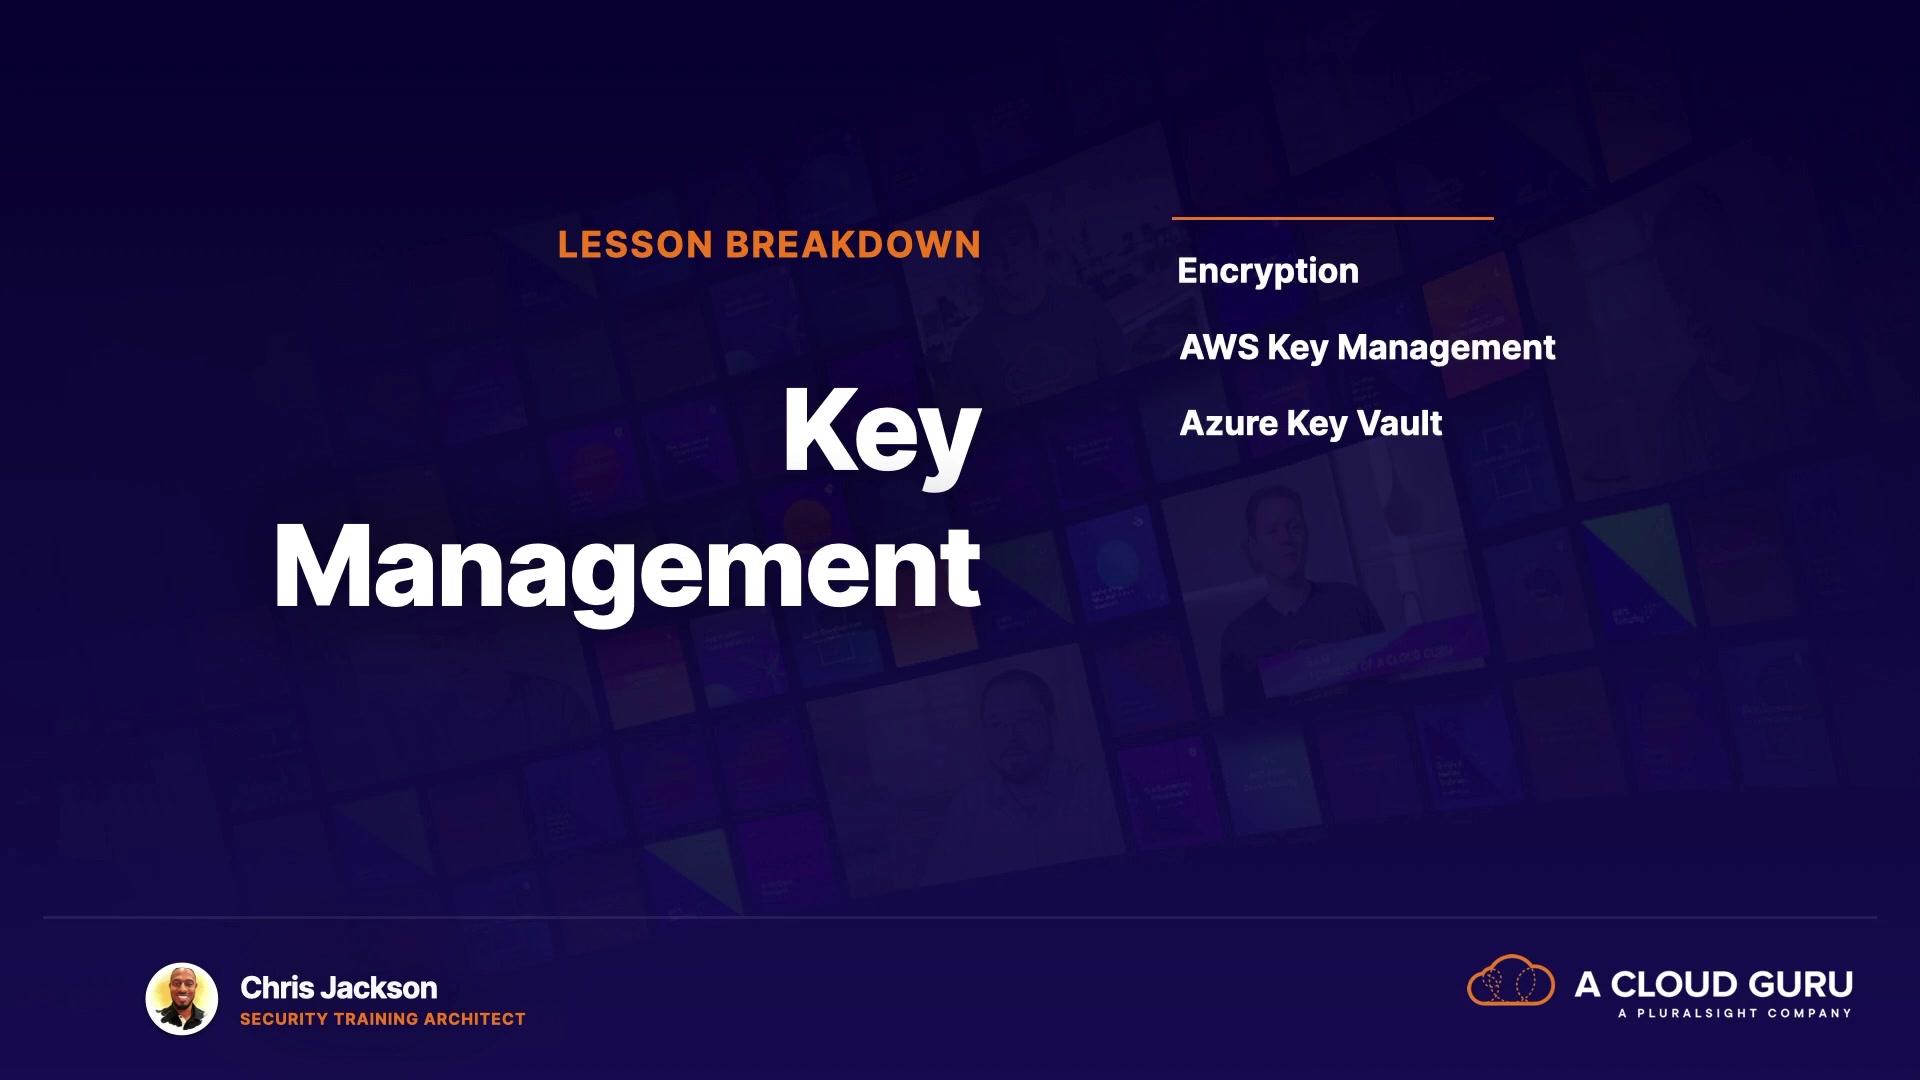 LESSON BREAKDOWN
Key
Management
Encryption
AWS Key Management
Azure Key Vault
Chris Jackson
SECURITY TRAINING ARCHITECT
A CLOUD GURU
A PLURALSIGHT COMPANY